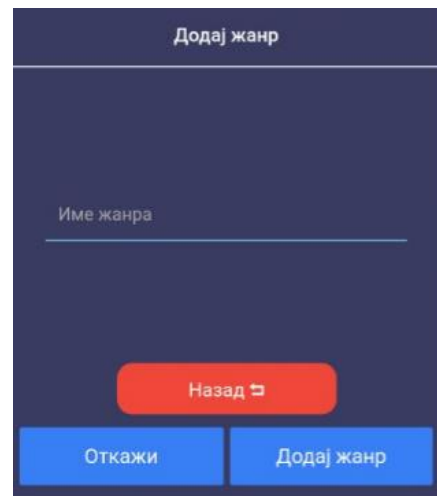 Додај жанр
Име жанра
Назад ⮌
Откажи
Додај жанр